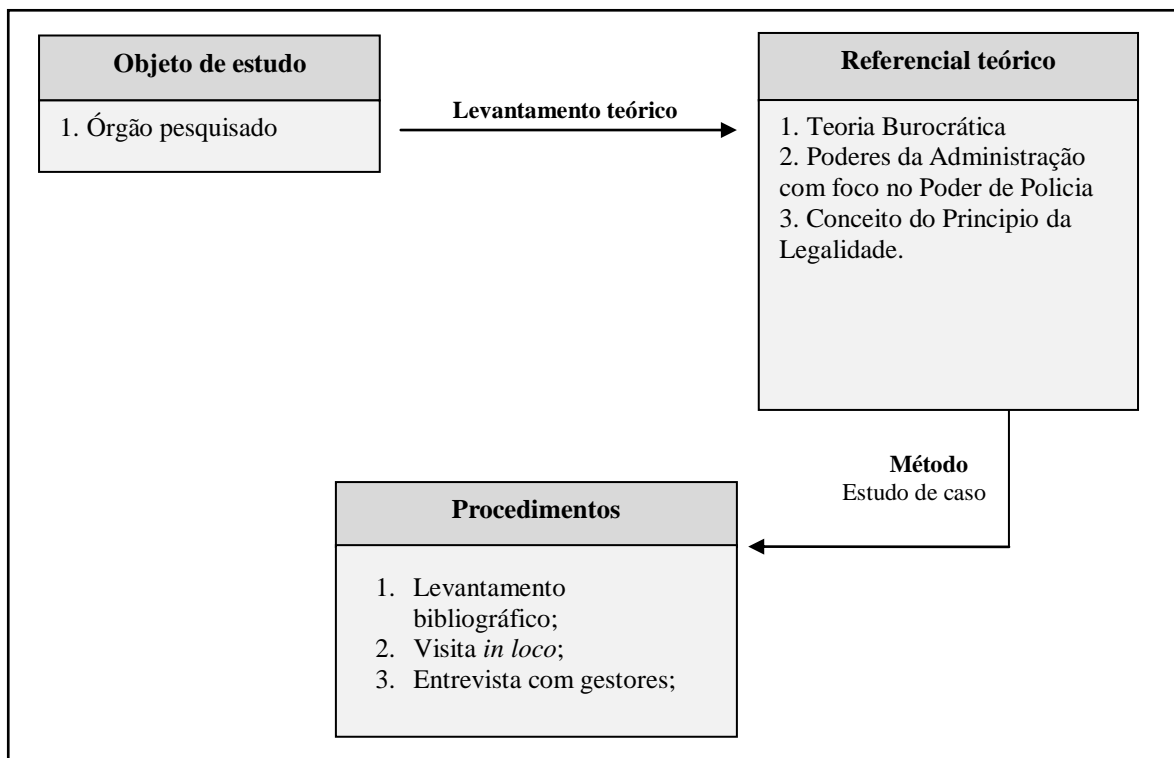 Objeto de estudo
1. Órgão pesquisado
Levantamento teórico
Referencial teórico
1. Teoria Burocrática
2. Poderes da Administração
com foco no Poder de Policia
3. Conceito do Principio da
Legalidade.
Método
Estudo de caso
Procedimentos
1. Levantamento
bibliográfico;
2. Visita in loco;
3. Entrevista com gestores;